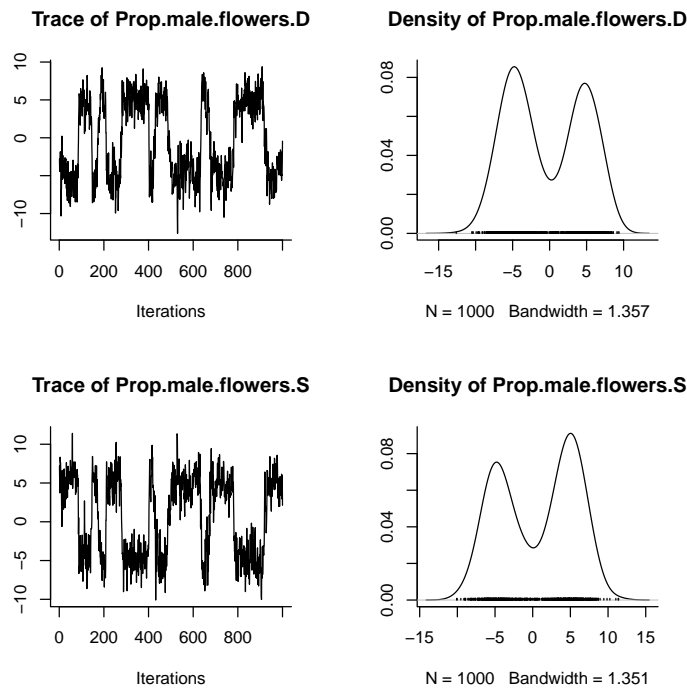 Trace of Prop.male.flowers.D
10
5
0
−10
0 200 400 600 800
Iterations
Density of Prop.male.flowers.D
0.08
0.04
0.00
−15 −5 0 5 10
N = 1000 Bandwidth = 1.357
Trace of Prop.male.flowers.S
10
5
0
−5
−10
0 200 400 600 800
Iterations
Density of Prop.male.flowers.S
0.08
0.04
0.00
−15 −5 0 5 10 15
N = 1000 Bandwidth = 1.351